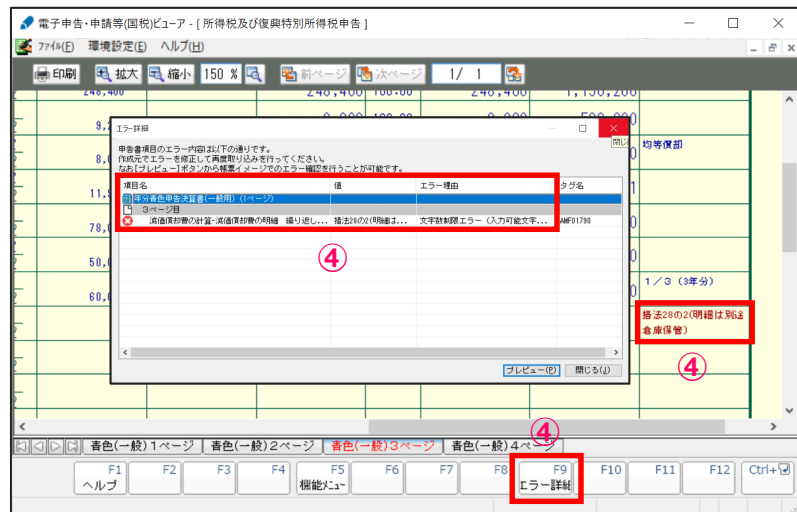 電子申告・申請等(国税)ビューア - [ 所得税及び復興特別所得税申告 ]
ファイル(F) 環境設定(E) ヘルプ(H)
印刷 拡大 縮小 150 % 前ページ 次ページ 1/ 1
248,400 248,400 100.00 248,400 1,150,200
エラー詳細
申告書項目のエラー内容は以下の通りです。
作成元でエラーを修正して再度取り込みを行ってください。
なお[プレビュー]ボタンから帳票イメージでのエラー確認を行うことが可能です。
項目名 値 エラー理由 タグ名
年分青色申告決算書(一般用)(1ページ)
3ページ目
減価償却費の計算-減価償却費の明細 繰り返し... 措法28の2(明細は... 文字数制限エラー (入力可能文字... AMF01790
④
プレビュー(P) 閉じる(J)
均等償却
78,0
50,0
60,0
1/3 (3年分)
措法28の2(明細は別途
倉庫保管)
④
④
青色(一般)1ページ 青色(一般)2ページ 青色(一般)3ページ 青色(一般)4ページ
F1 F2 F3 F4 F5 F6 F7 F8 F9 F10 F11 F12 Ctrl+
ヘルプ 機能メニュー エラー詳細